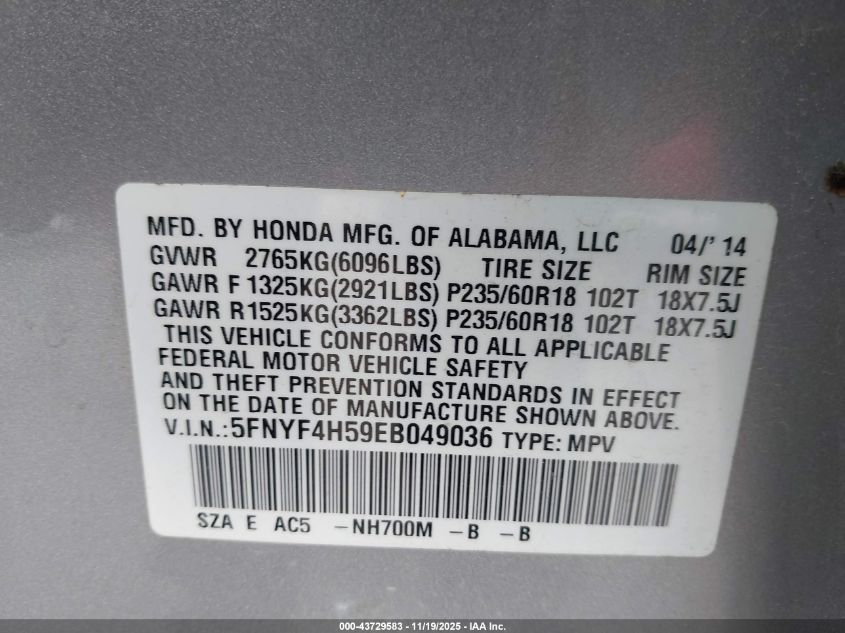 MFD. BY HONDA MFG. OF ALABAMA, LLC 04/' 14
GVWR 2765KG(6096LBS) TIRE SIZE RIM SIZE
GAWR F 1325KG(2921LBS) P235/60R18 102T 18X7.5J
GAWR R1525KG(3362LBS) P235/60R18 102T 18X7.5J
THIS VEHICLE CONFORMS TO ALL APPLICABLE
FEDERAL MOTOR VEHICLE SAFETY
AND THEFT PREVENTION STANDARDS IN EFFECT
ON THE DATE OF MANUFACTURE SHOWN ABOVE.
V.I.N.:5FNYF4H59EB049036 TYPE: MPV
SZA E AC5 -NH700M -B -B
000-43729583 - 11/19/2025 - IAA Inc.